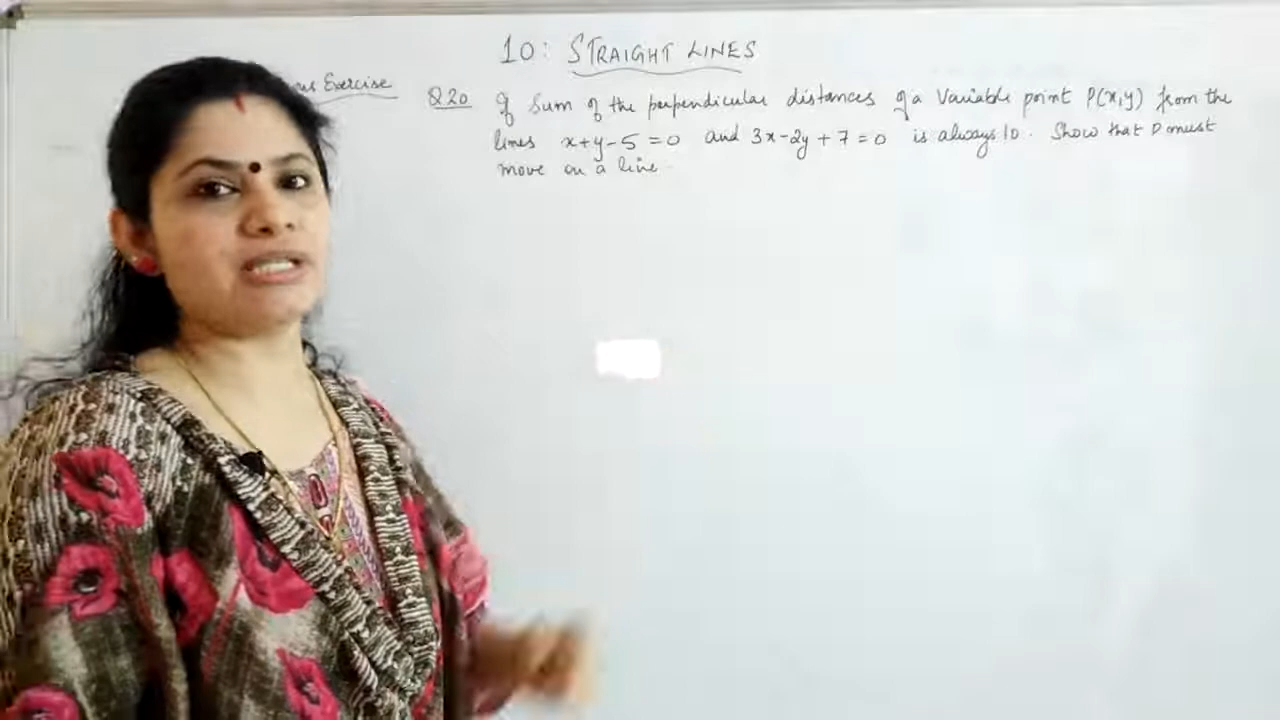 10: STRAIGHT LINES
Exercise
Q20 If Sum of the perpendicular distances of a variable point P(x,y) from the
lines x+y-5=0 and 3x-2y+7=0 is always 10. Show that P must
move on a line.